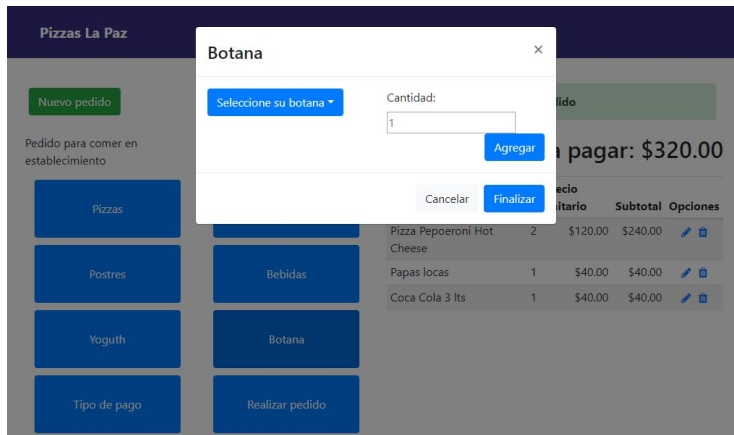 Pizzas La Paz
Botana
×
Seleccione su botana
Cantidad:
1
Agregar
Cancelar
Finalizar
Nuevo pedido
Pedido para comer en
establecimiento
Pizzas
Postres
Bebidas
Yoguth
Botana
Tipo de pago
Realizar pedido
dido
pagar: $320.00
ecio
itario
Subtotal Opciones
Pizza Pepoeroni Hot 2 $120.00 $240.00
Cheese
Papas locas 1 $40.00 $40.00
Coca Cola 3 lts 1 $40.00 $40.00